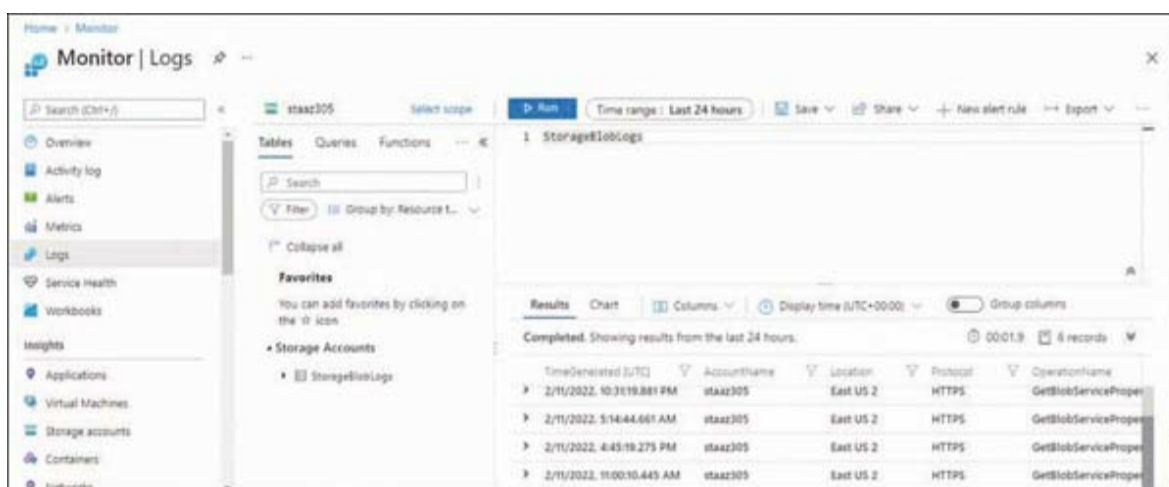 Home > Monitor
Monitor | Logs
Search (Ctrl+/)
Overview
Activity log
Alerts
Metrics
Logs
Service Health
Workbooks
Insights
Applications
Virtual Machines
Storage accounts
Containers
Networks
staaz305
Select scope
Tables Queries Functions
Search
Filter Group by: Resource t...
Collapse all
Favorites
You can add favorites by clicking on
the ☆ icon
Storage Accounts
StorageBlobLogs
Run Time range : Last 24 hours Save Share New alert rule Export
1 StorageBlobLogs
Results Chart Columns Display time (UTC+00:00) Group columns
Completed. Showing results from the last 24 hours. 00:01.9 6 records
TimeGenerated [UTC] AccountName Location Protocol OperationName
2/11/2022, 10:31:19.881 PM staaz305 East US 2 HTTPS GetBlobServiceProper
2/11/2022, 5:14:44.661 AM staaz305 East US 2 HTTPS GetBlobServiceProper
2/11/2022, 4:45:19.275 PM staaz305 East US 2 HTTPS GetBlobServiceProper
2/11/2022, 11:00:10.445 AM staaz305 East US 2 HTTPS GetBlobServiceProper